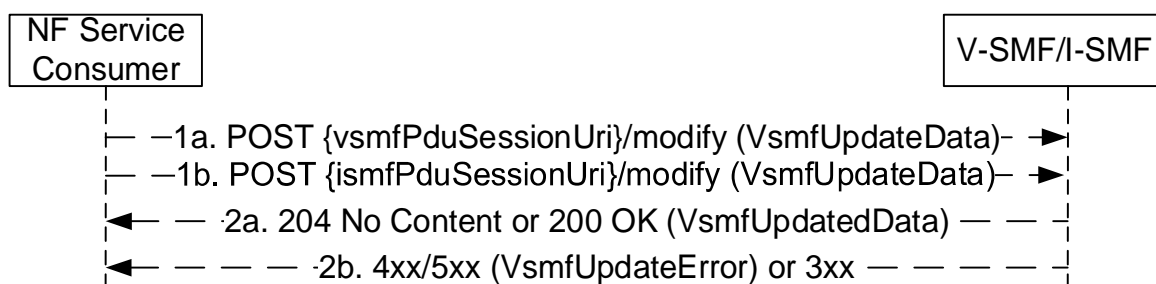 NF Service
Consumer
V-SMF/I-SMF
1a. POST {vsmfPduSessionUri}/modify (VsmfUpdateData)
1b. POST {ismfPduSessionUri}/modify (VsmfUpdateData)
2a. 204 No Content or 200 OK (VsmfUpdatedData)
2b. 4xx/5xx (VsmfUpdateError) or 3xx